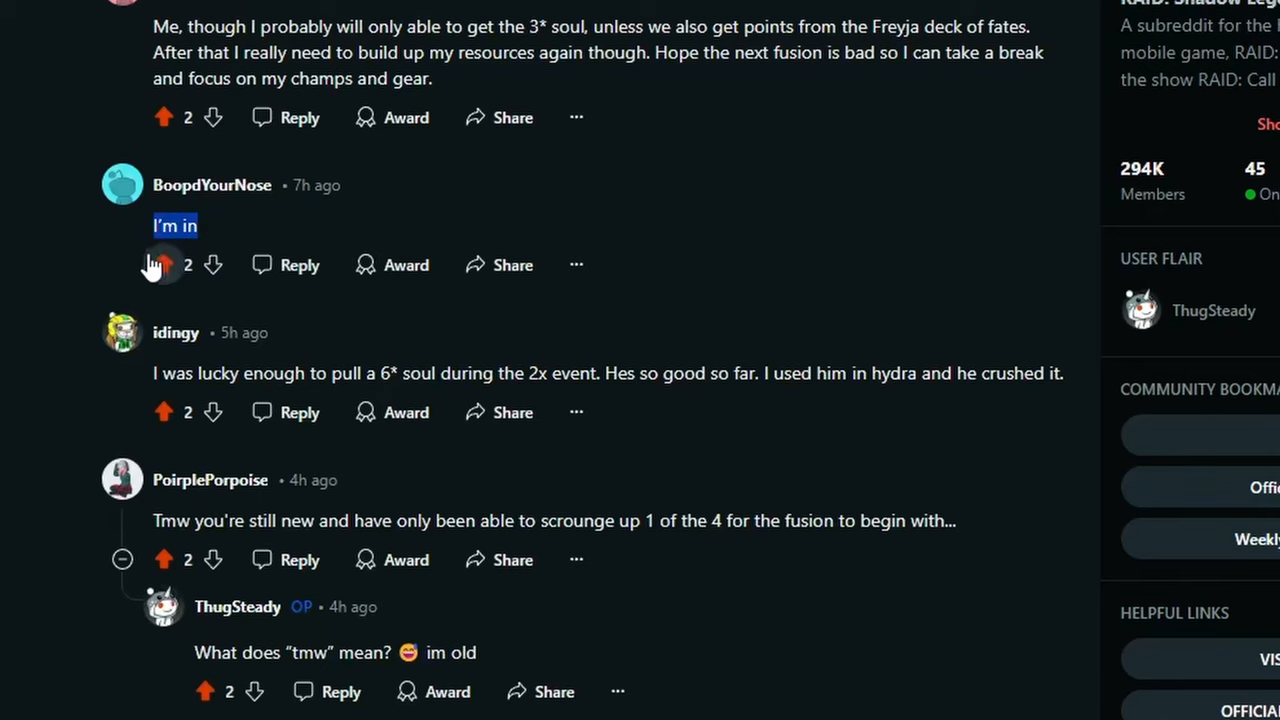 Me, though I probably will only able to get the 3* soul, unless we also get points from the Freyja deck of fates.
After that I really need to build up my resources again though. Hope the next fusion is bad so I can take a break
and focus on my champs and gear.
2 Reply Award Share
BoopdYourNose • 7h ago
I'm in
2 Reply Award Share
idingy • 5h ago
I was lucky enough to pull a 6* soul during the 2x event. Hes so good so far. I used him in hydra and he crushed it.
2 Reply Award Share
PoirplePorpoise • 4h ago
Tmw you're still new and have only been able to scrounge up 1 of the 4 for the fusion to begin with...
2 Reply Award Share
ThugSteady OP • 4h ago
What does “tmw” mean? 😅 im old
2 Reply Award Share
A subreddit for the
mobile game, RAID:
the show RAID: Call
Sho
294K 45
Members On
USER FLAIR
ThugSteady
COMMUNITY BOOKMA
Offi
Weekly
HELPFUL LINKS
VIS
OFFICIAL